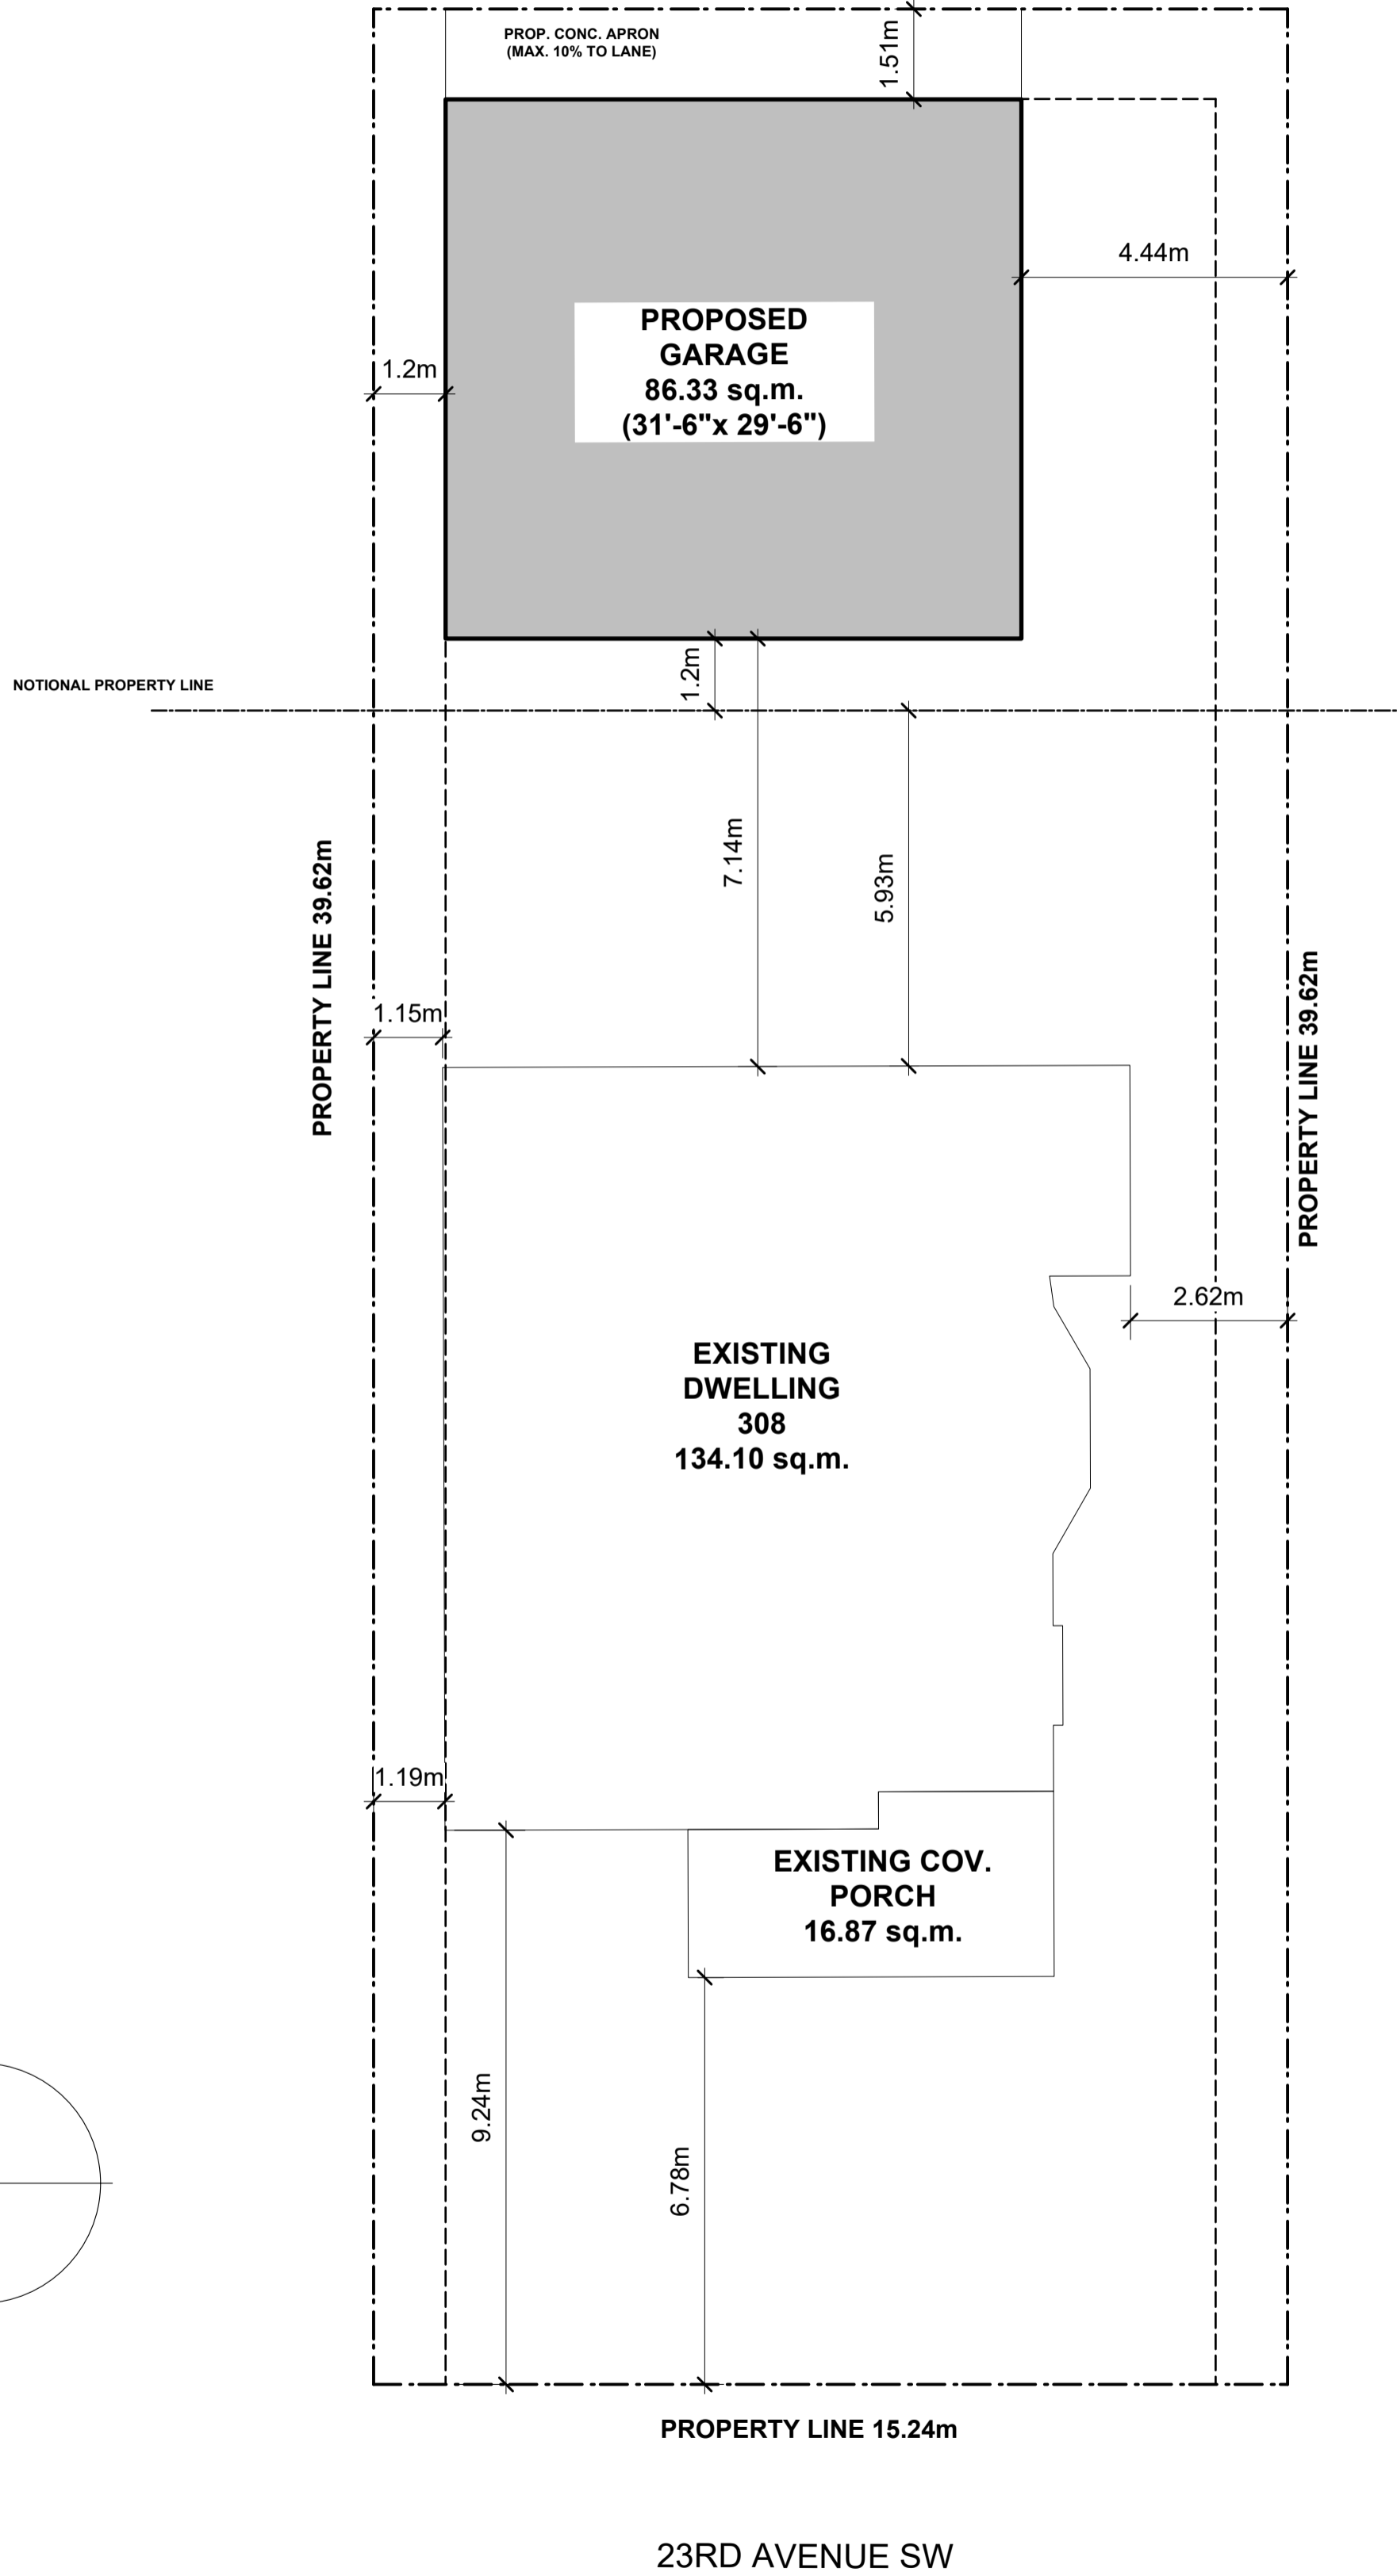 PROP. CONC. APRON
(MAX. 10% TO LANE)
1.51m
4.44m
PROPOSED
GARAGE
86.33 sq.m.
(31'-6"x 29'-6")
1.2m
1.2m
NOTIONAL PROPERTY LINE
7.14m
5.93m
PROPERTY LINE 39.62m
PROPERTY LINE 39.62m
1.15m
2.62m
EXISTING
DWELLING
308
134.10 sq.m.
1.19m
EXISTING COV.
PORCH
16.87 sq.m.
9.24m
6.78m
PROPERTY LINE 15.24m
23RD AVENUE SW